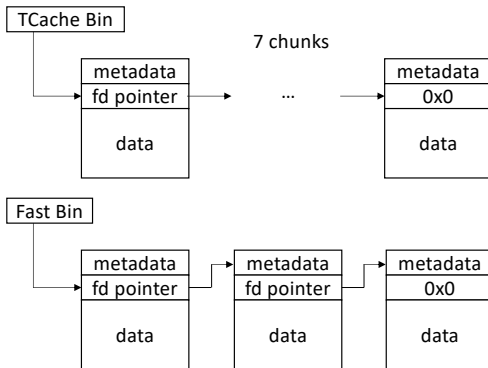 TCache Bin
7 chunks
metadata
metadata
fd pointer
...
0x0
data
data
Fast Bin
metadata
metadata
metadata
fd pointer
fd pointer
0x0
data
data
data